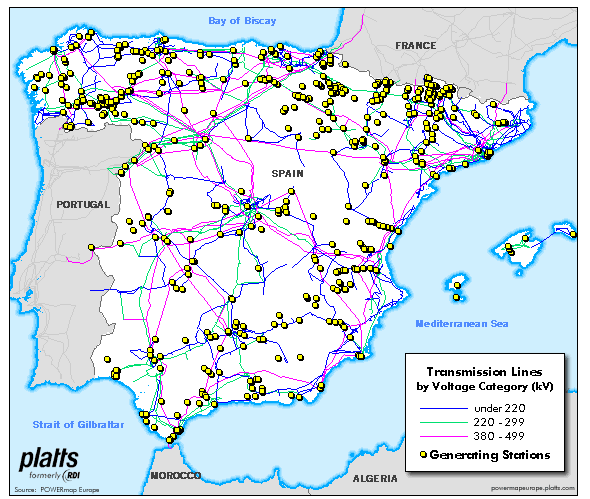 Bay of Biscay
FRANCE
SPAIN
PORTUGAL
Mediterranean Sea
Strait of Gilbraltar
MOROCCO
ALGERIA
Transmission Lines
by Voltage Category (kV)
under 220
220 - 299
380 - 499
Generating Stations
platts
formerly RDI
Source: POWERmap Europe
powermapeurope.platts.com